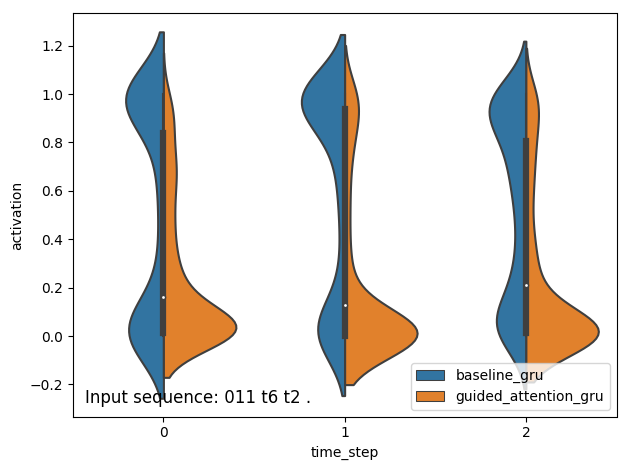 1.2
1.0
0.8
0.6
0.4
0.2
0.0
−0.2
activation
Input sequence: 011 t6 t2 .
baseline_gru
guided_attention_gru
0
1
2
time_step